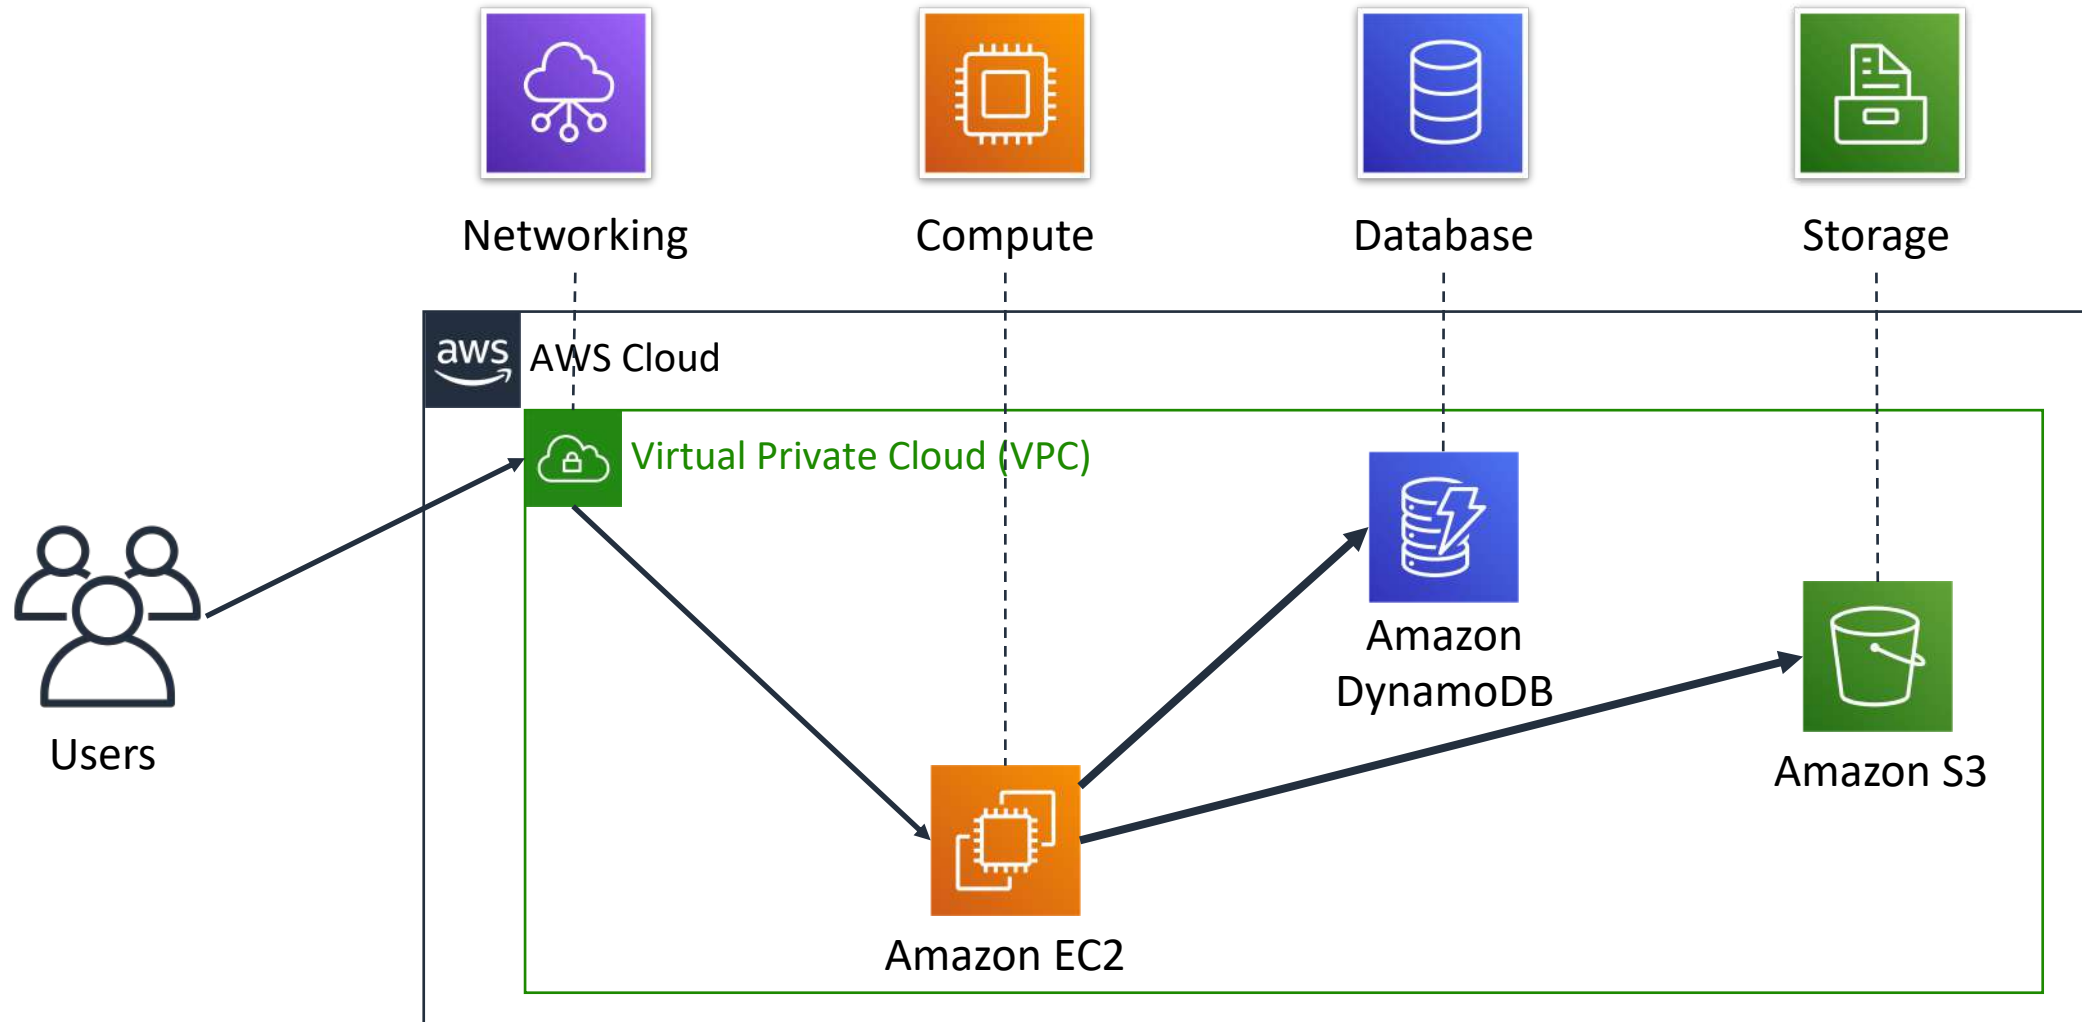 Networking
Compute
Database
Storage
aws
AWS Cloud
Virtual Private Cloud (VPC)
Users
Amazon
DynamoDB
Amazon S3
Amazon EC2